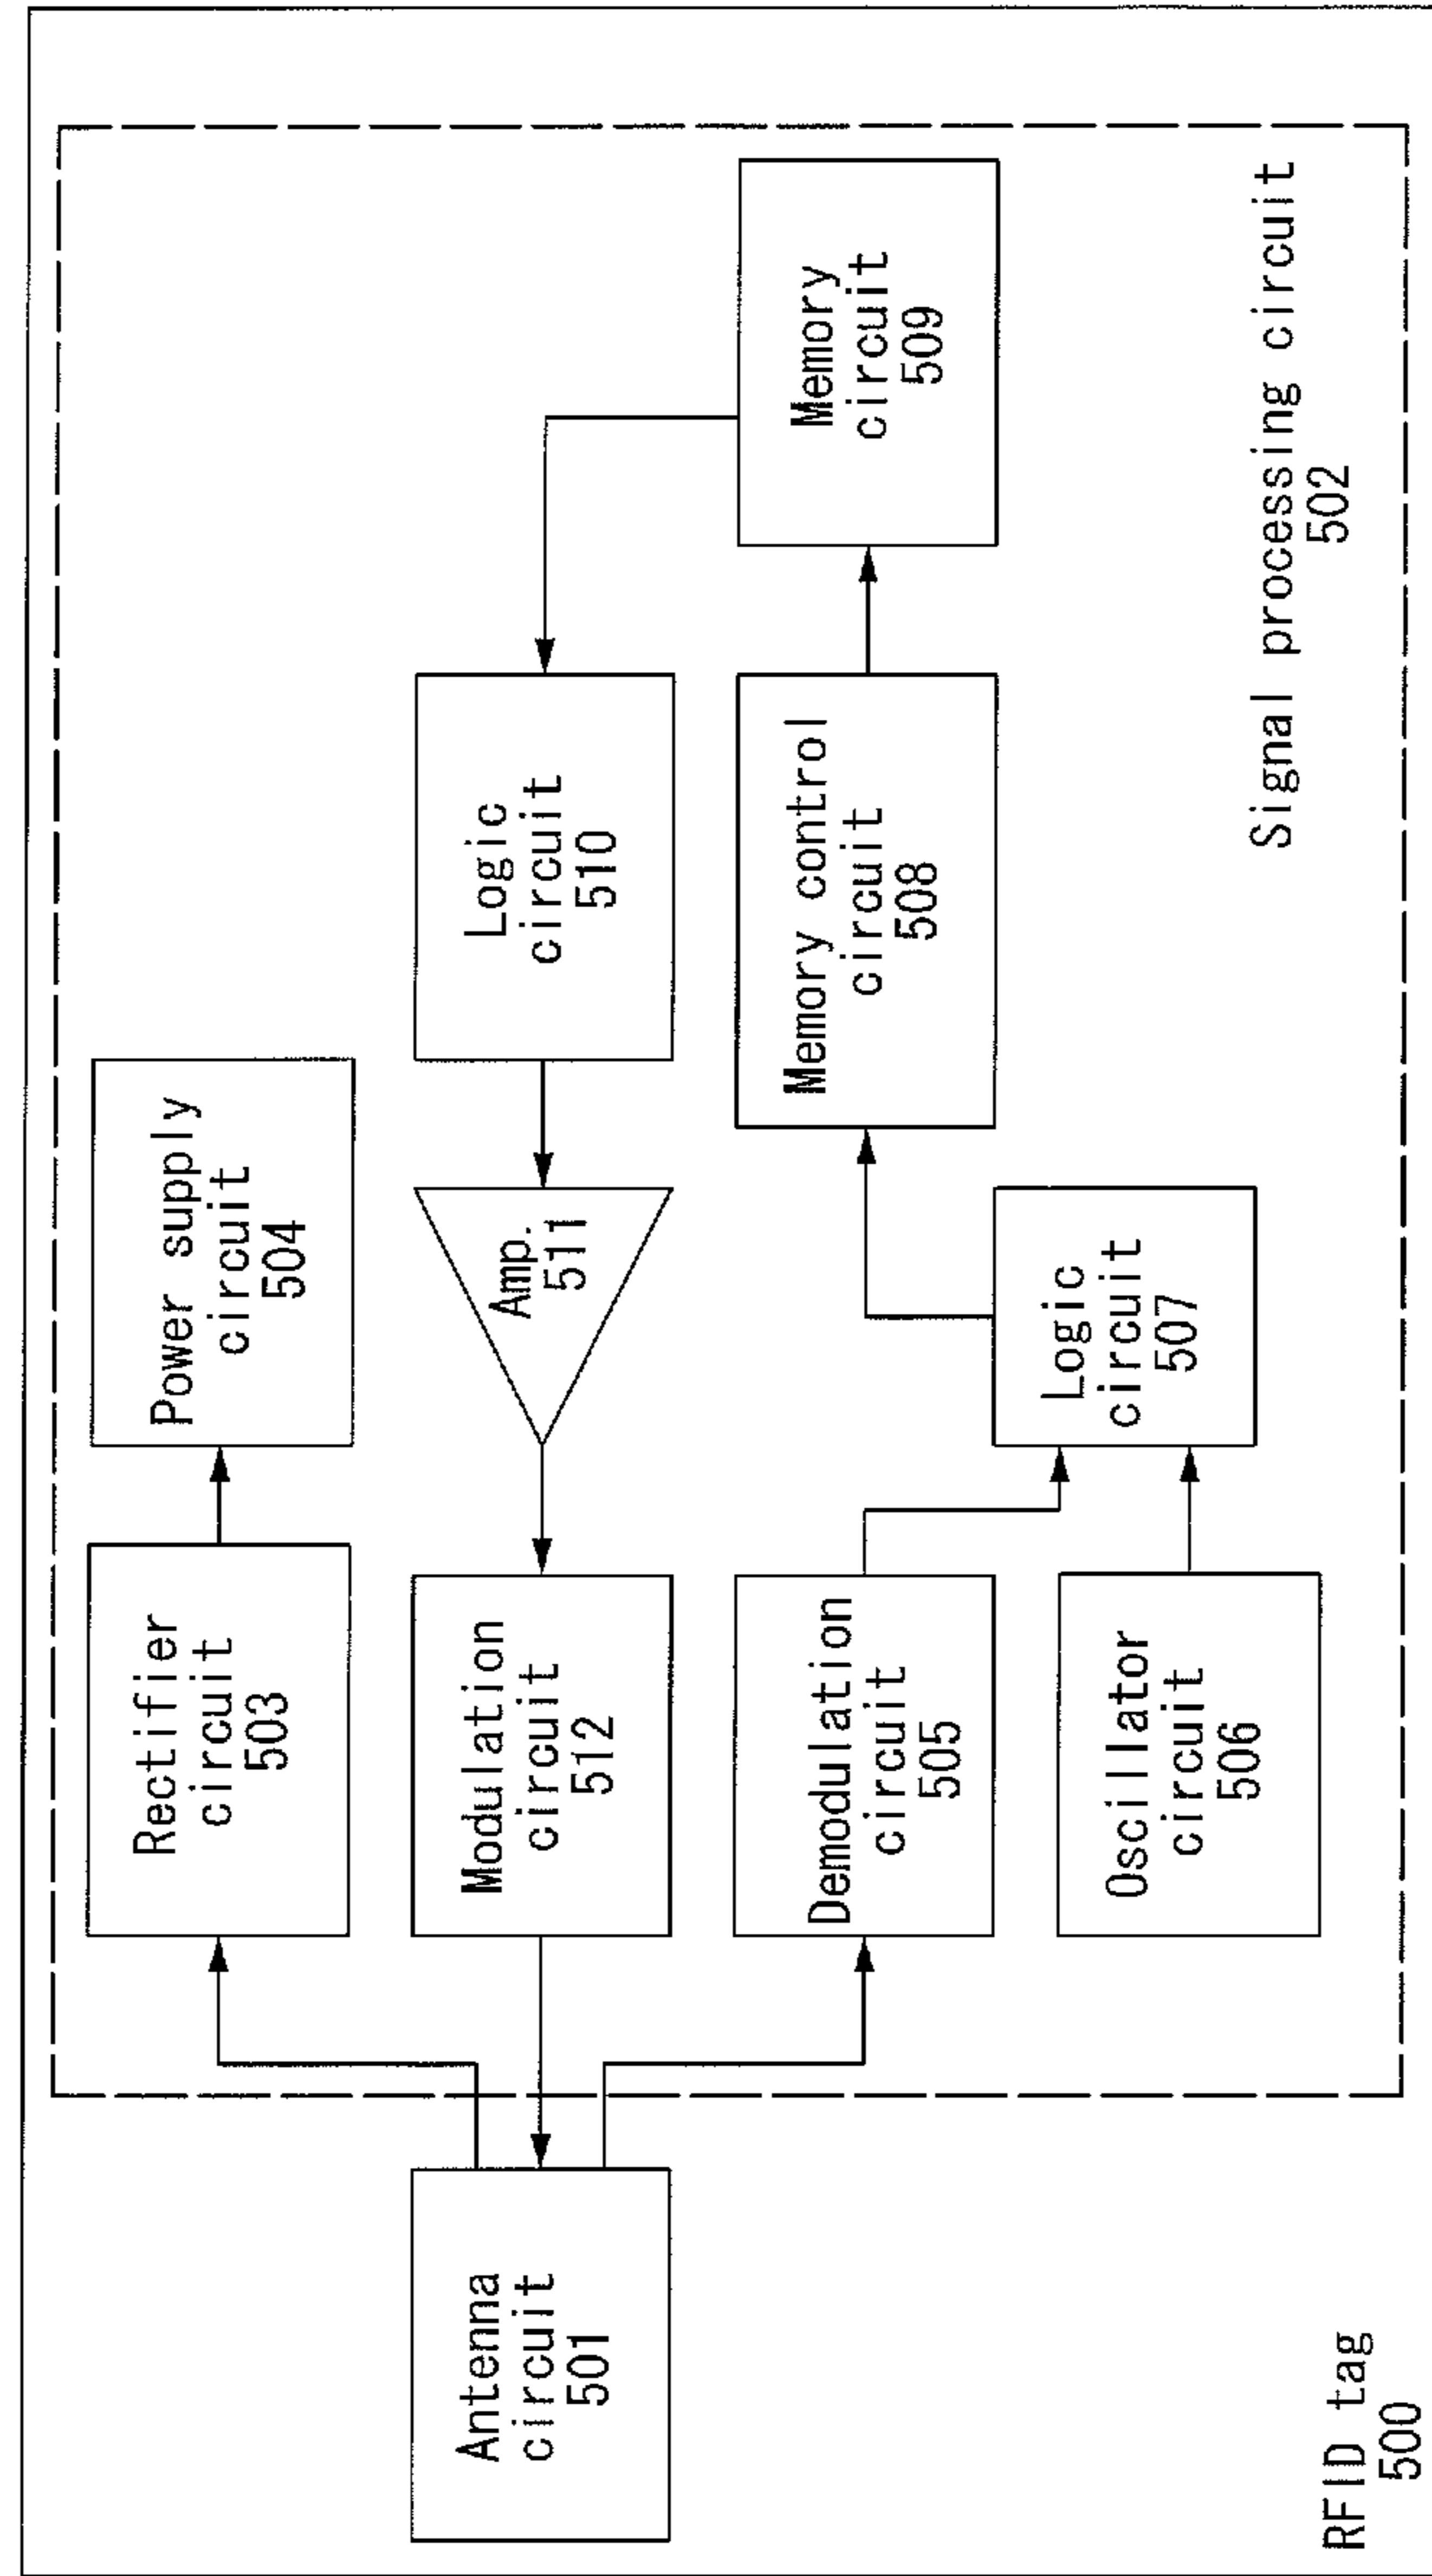 Rectifier
circuit
503
Power supply
circuit
504
Antenna
circuit
501
Modulation
circuit
512
Amp.
511
Logic
circuit
510
Demodulation
circuit
505
Memory control
circuit
508
Memory
circuit
509
Oscillator
circuit
506
Logic
circuit
507
Signal processing circuit
502
RFID tag
500